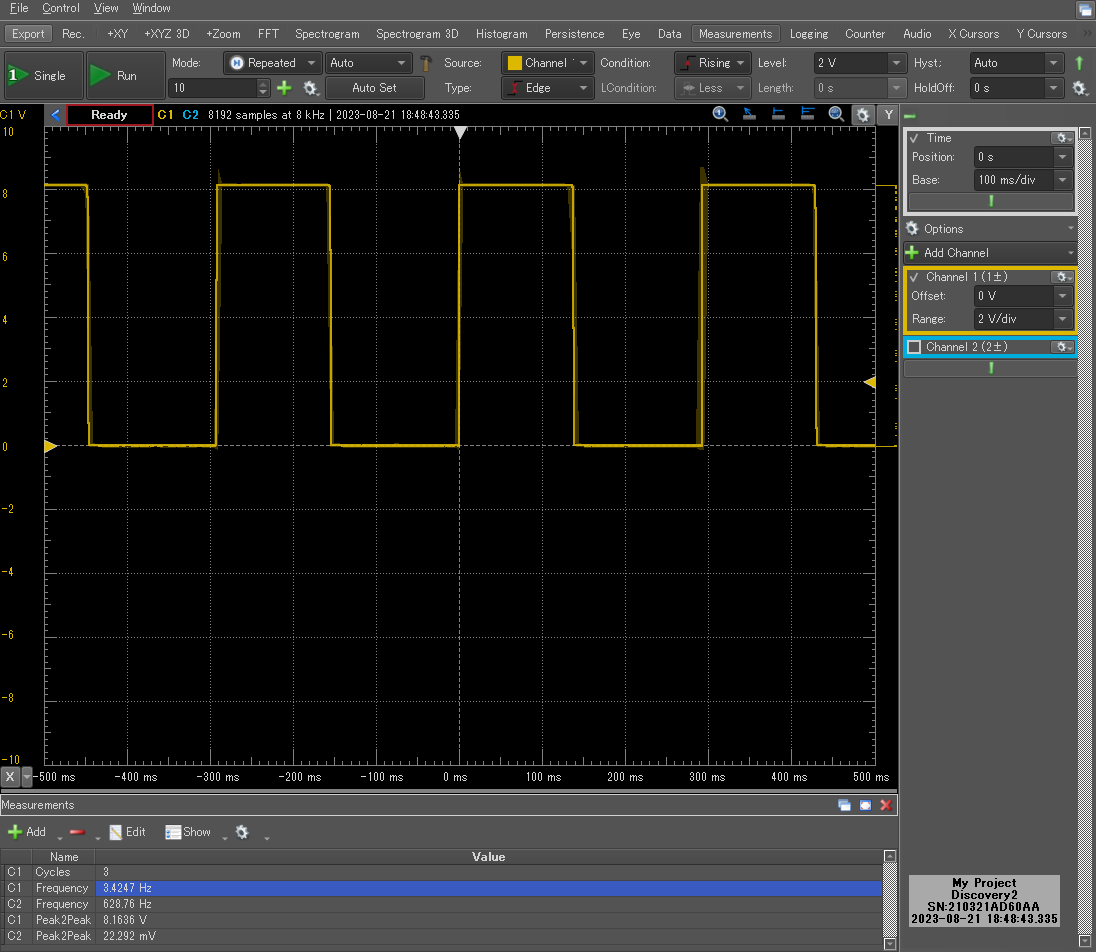 File Control View Window
Export Rec. +XY +XYZ 3D +Zoom FFT Spectrogram Spectrogram 3D Histogram Persistence Eye Data Measurements Logging Counter Audio X Cursors Y Cursors
1 Single Run Mode: Repeated Auto Source: Channel Condition: Rising Level: 2 V Hyst: Auto
10 Auto Set Type: Edge LCondition: Less Length: 0 s HoldOff: 0 s
C1 V Ready C1 C2 8192 samples at 8 kHz | 2023-08-21 18:48:43.335 Y
10
8
6
4
2
0
-2
-4
-6
-8
-10
X -500 ms -400 ms -300 ms -200 ms -100 ms 0 ms 100 ms 200 ms 300 ms 400 ms 500 ms
Time
Position: 0 s
Base: 100 ms/div
Options
Add Channel
Channel 1 (1±)
Offset: 0 V
Range: 2 V/div
Channel 2 (2±)
Measurements
Add Edit Show
Name Value
C1 Cycles 3
C1 Frequency 3.4247 Hz
C2 Frequency 628.76 Hz
C1 Peak2Peak 8.1636 V
C2 Peak2Peak 22.292 mV
My Project
Discovery2
SN:210321AD60AA
2023-08-21 18:48:43.335